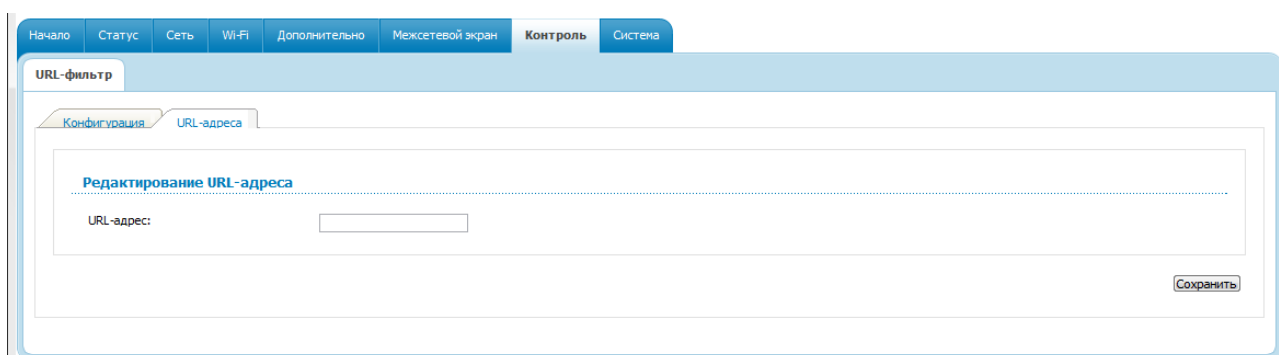 Начало Статус Сеть Wi-Fi Дополнительно Межсетевой экран Контроль Система
URL-фильтр
Конфигурация URL-адреса
Редактирование URL-адреса
URL-адрес:
Сохранить